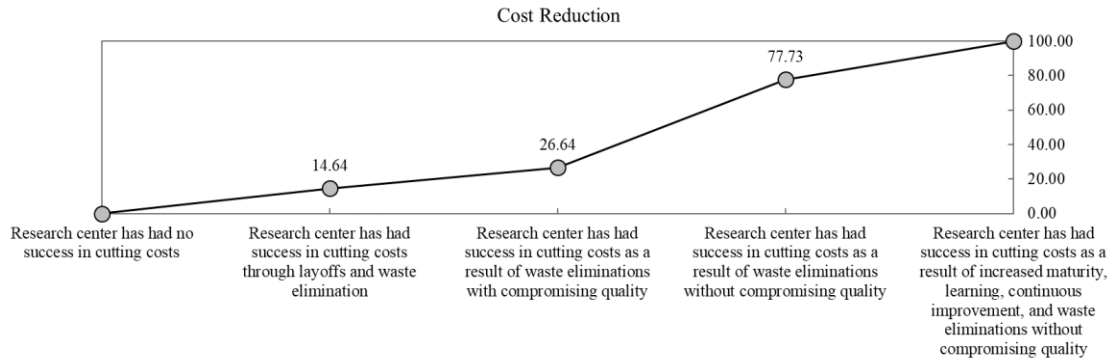 Cost Reduction
100.00
77.73
80.00
60.00
40.00
26.64
14.64
20.00
0.00
Research center has had no
success in cutting costs
Research center has had
success in cutting costs
through layoffs and waste
elimination
Research center has had
success in cutting costs as a
result of waste eliminations
with compromising quality
Research center has had
success in cutting costs as a
result of waste eliminations
without compromising quality
Research center has had
success in cutting costs as a
result of increased maturity,
learning, continuous
improvement, and waste
eliminations without
compromising quality